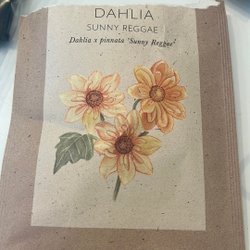 DAHLIA
SUNNY REGGAE
Dahlia x pinnata 'Sunny Reggae'